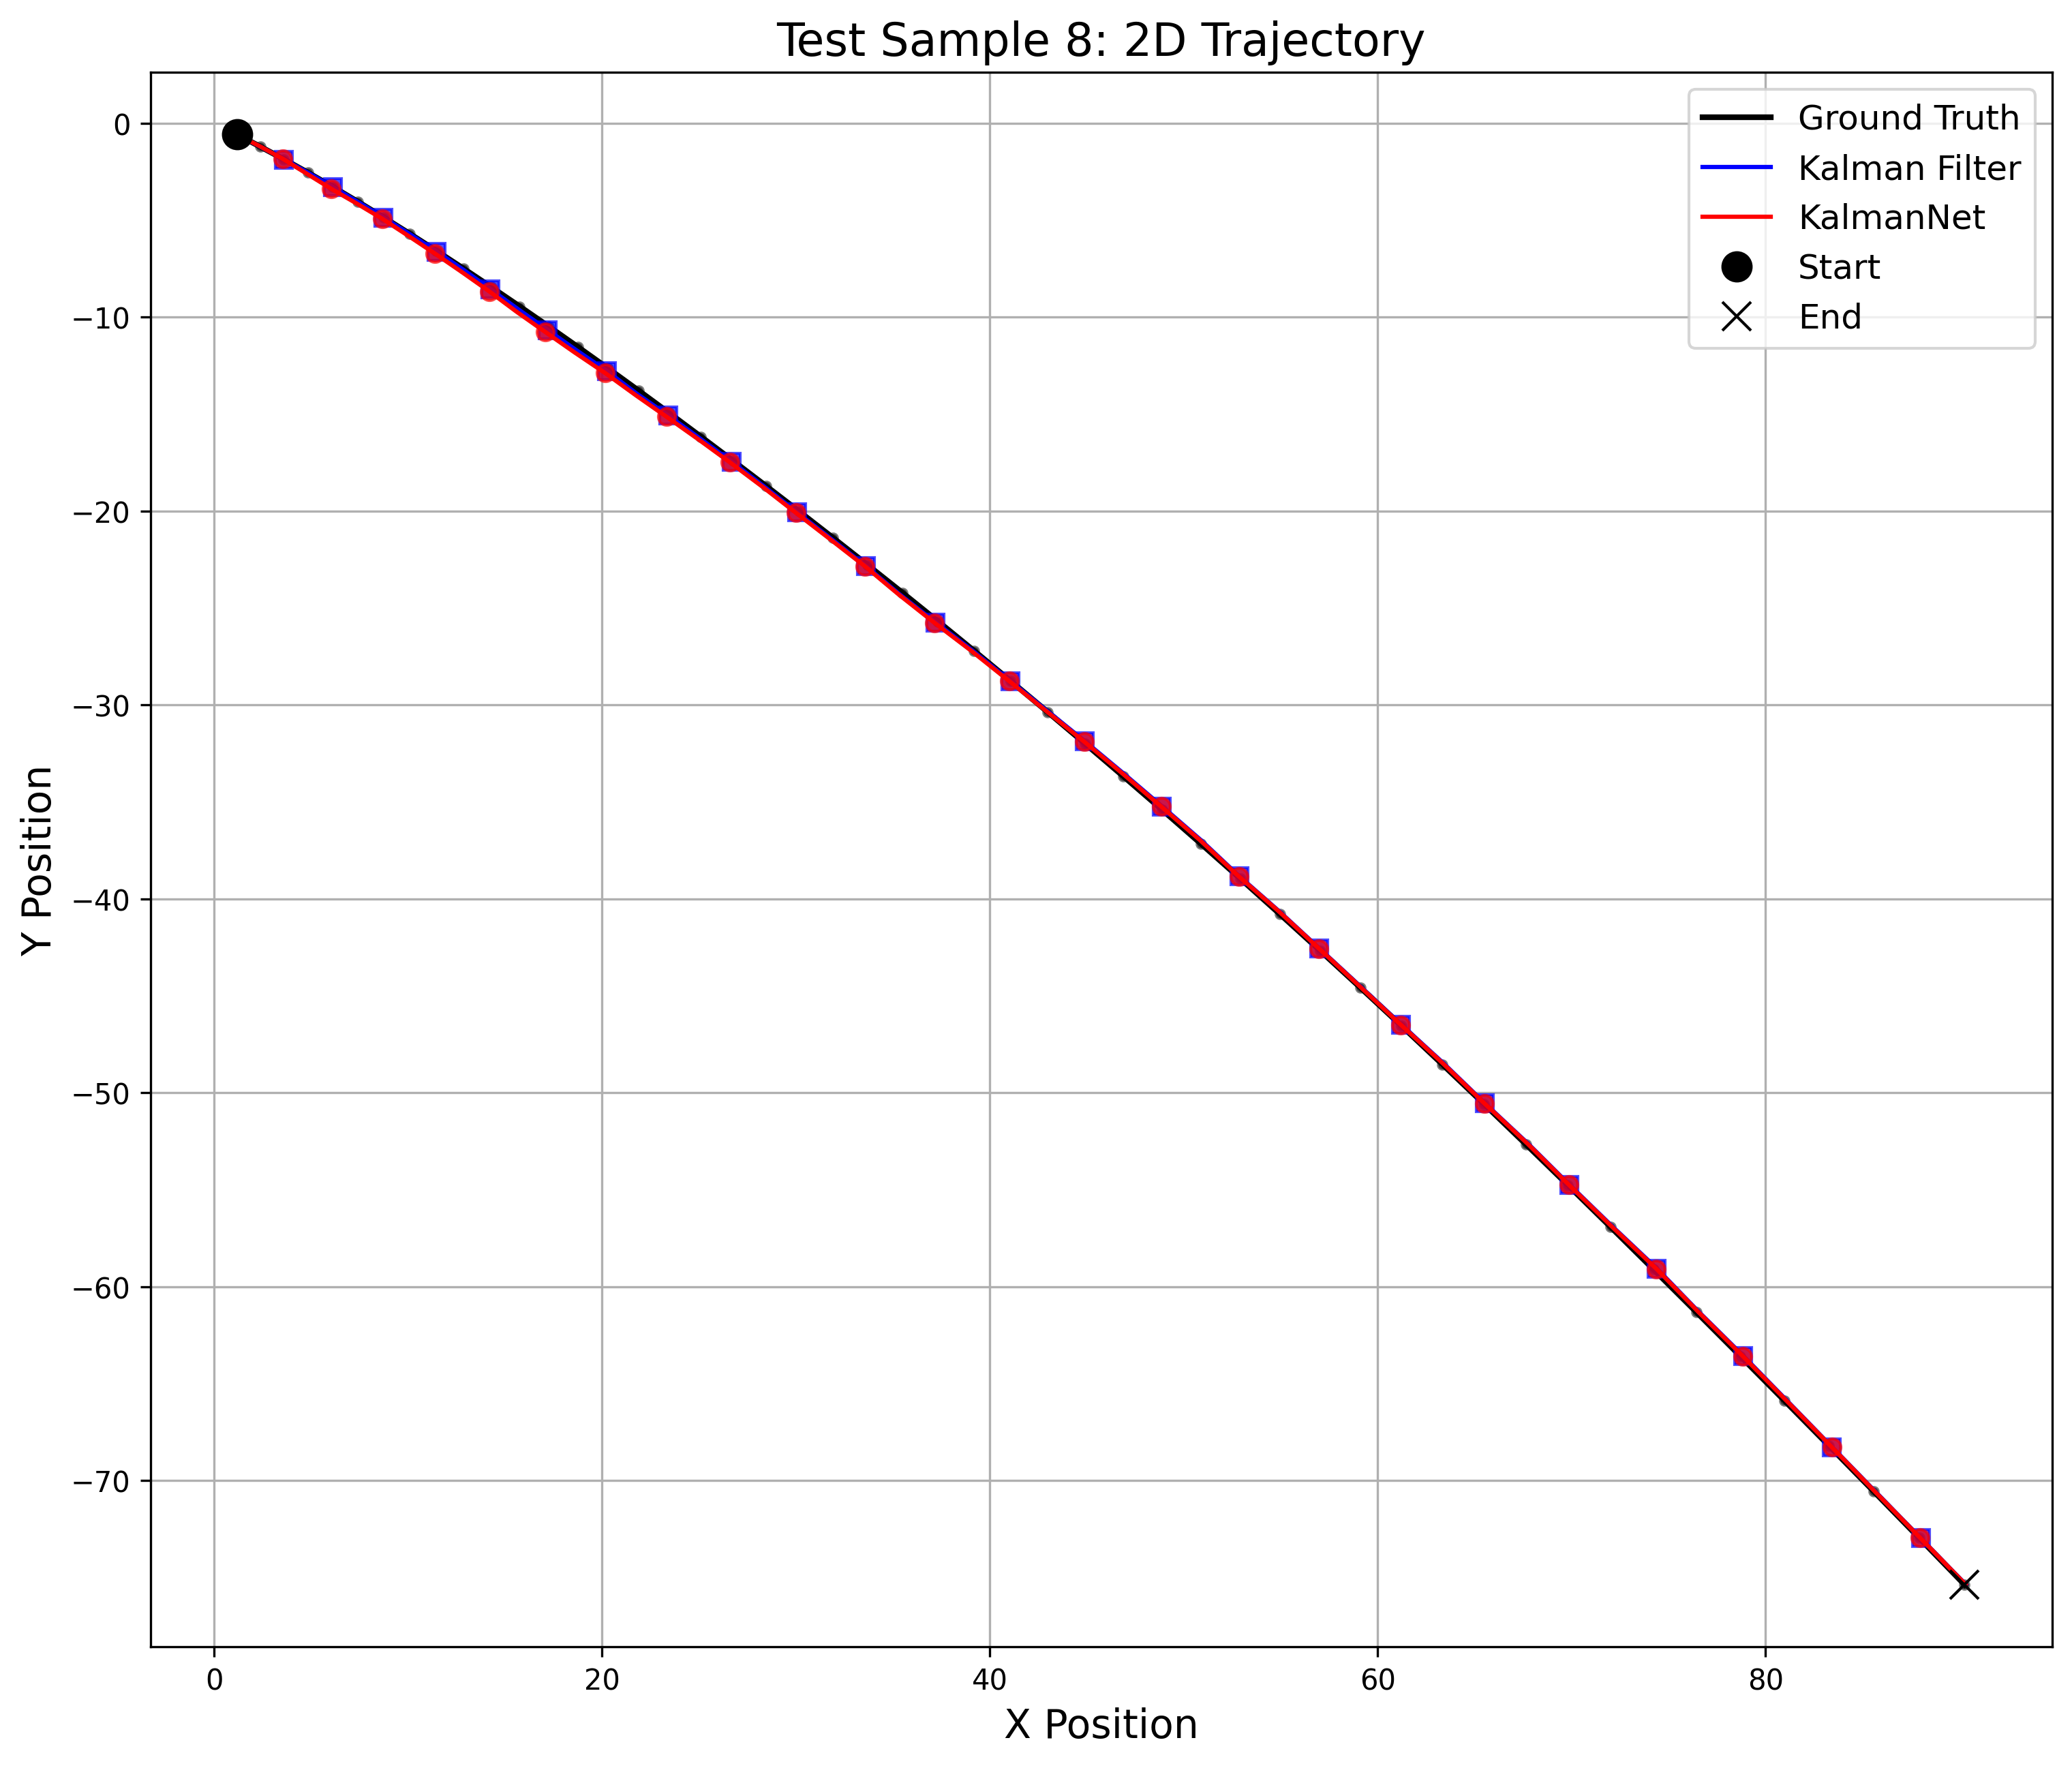 Test Sample 8: 2D Trajectory
Ground Truth
Kalman Filter
KalmanNet
Start
End
0
−10
−20
−30
−40
−50
−60
−70
Y Position
0
20
40
60
80
X Position